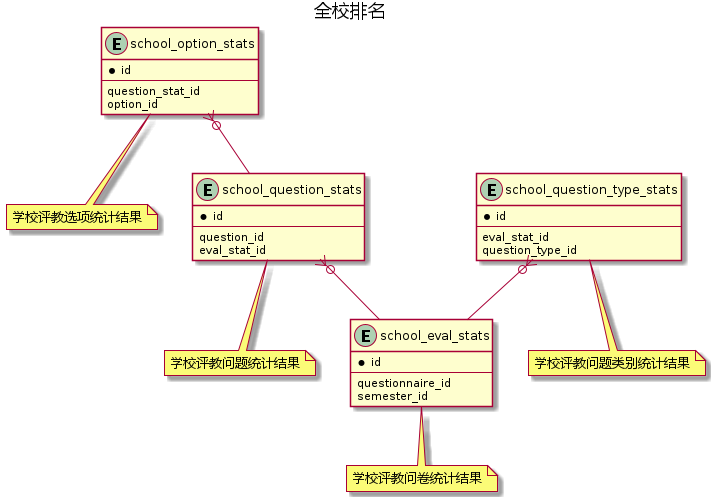 全校排名
E school_option_stats
id
question_stat_id
option_id
学校评教选项统计结果
E school_question_stats
id
question_id
eval_stat_id
E school_question_type_stats
id
eval_stat_id
question_type_id
学校评教问题统计结果
E school_eval_stats
id
questionnaire_id
semester_id
学校评教问题类别统计结果
学校评教问卷统计结果